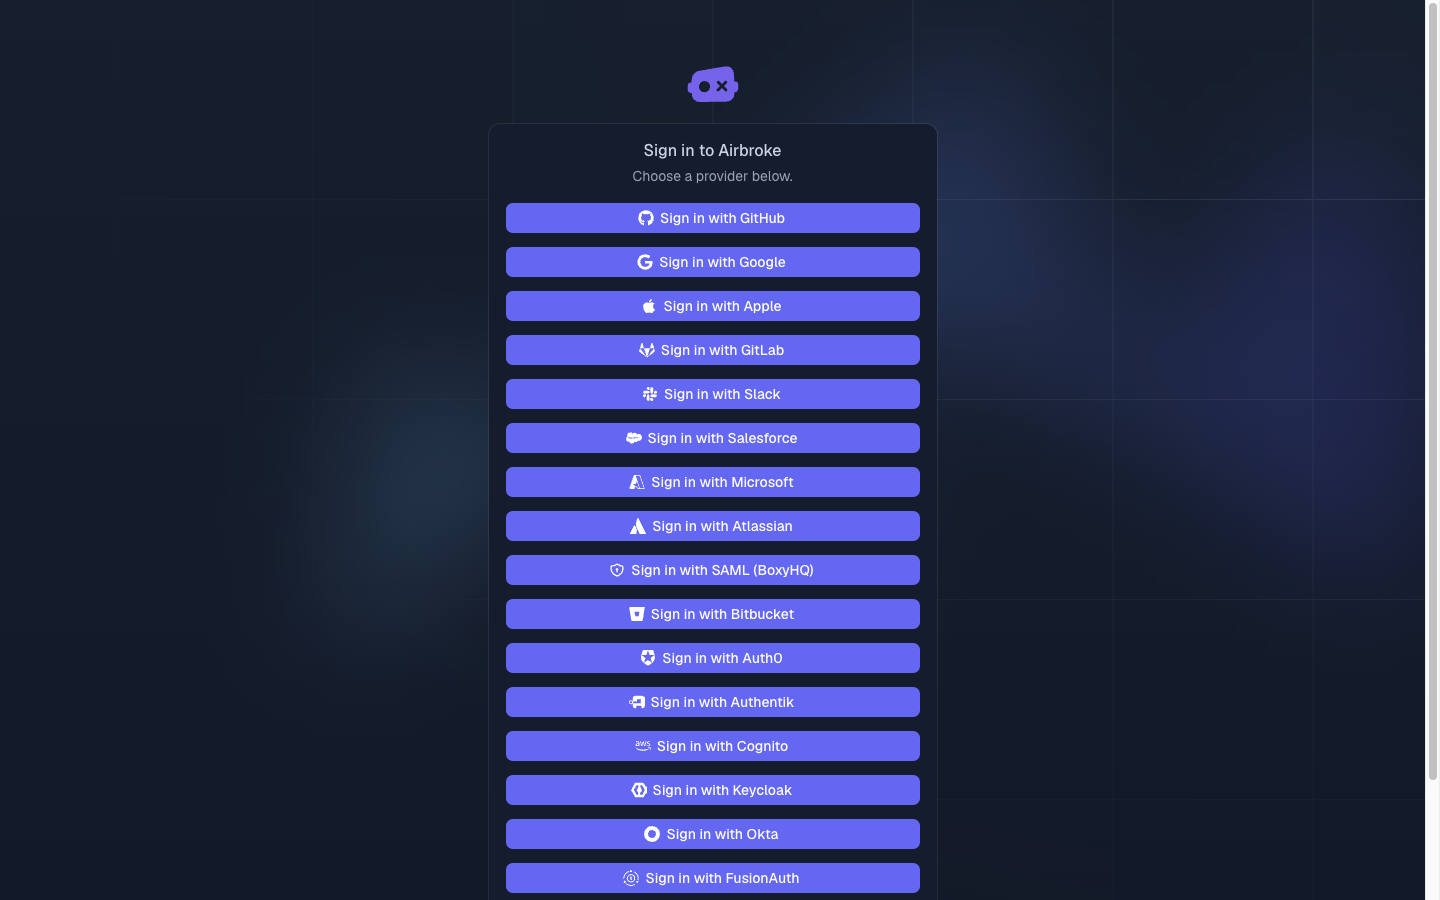 Sign in to Airbroke
Choose a provider below.
Sign in with GitHub
Sign in with Google
Sign in with Apple
Sign in with GitLab
Sign in with Slack
Sign in with Salesforce
Sign in with Microsoft
Sign in with Atlassian
Sign in with SAML (BoxyHQ)
Sign in with Bitbucket
Sign in with Auth0
Sign in with Authentik
aws Sign in with Cognito
Sign in with Keycloak
Sign in with Okta
Sign in with FusionAuth